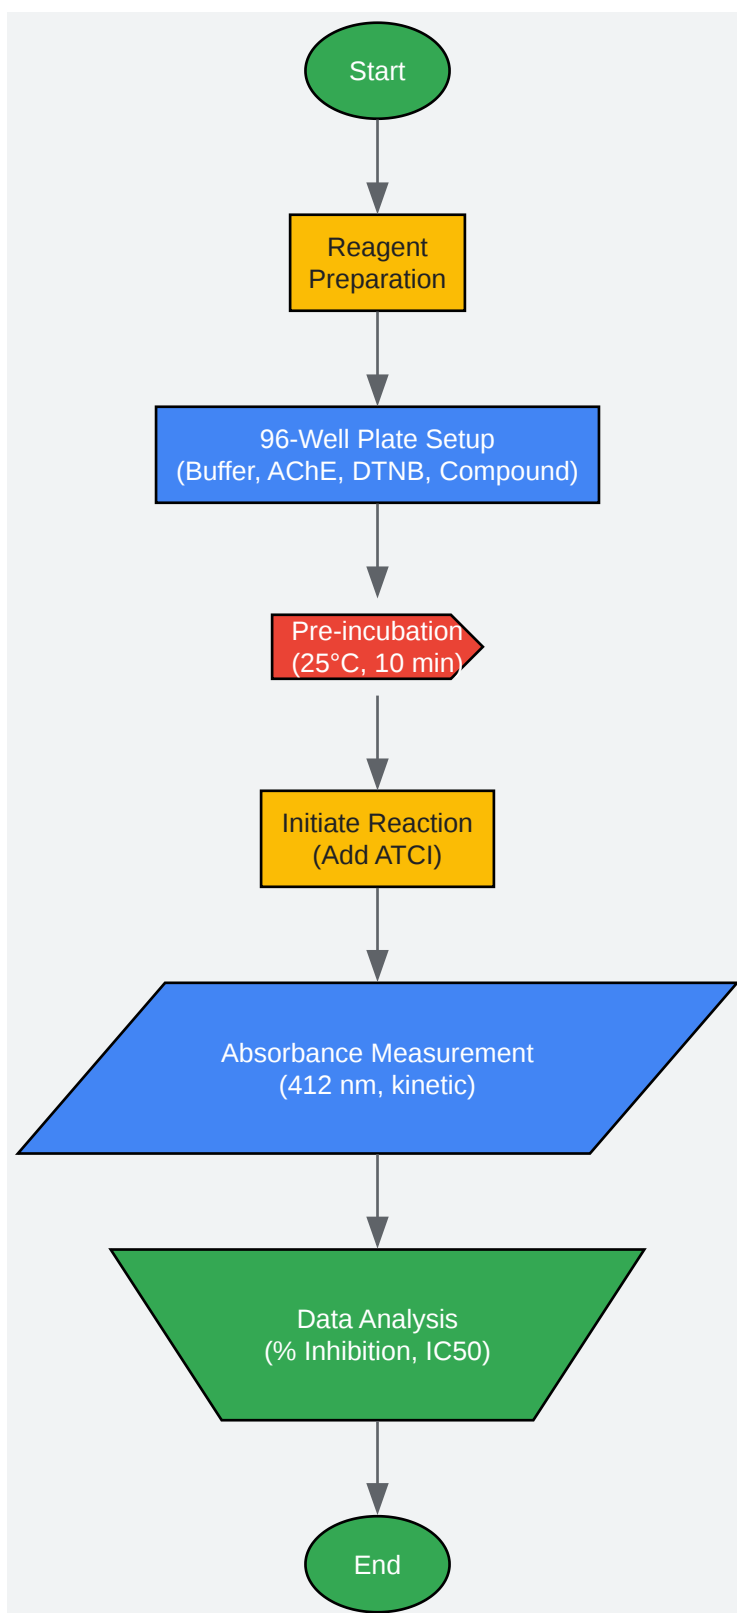 Start
Reagent
Preparation
96-Well Plate Setup
(Buffer, AChE, DTNB, Compound)
Pre-incubation
(25°C, 10 min)
Initiate Reaction
(Add ATCI)
Absorbance Measurement
(412 nm, kinetic)
Data Analysis
(% Inhibition, IC50)
End